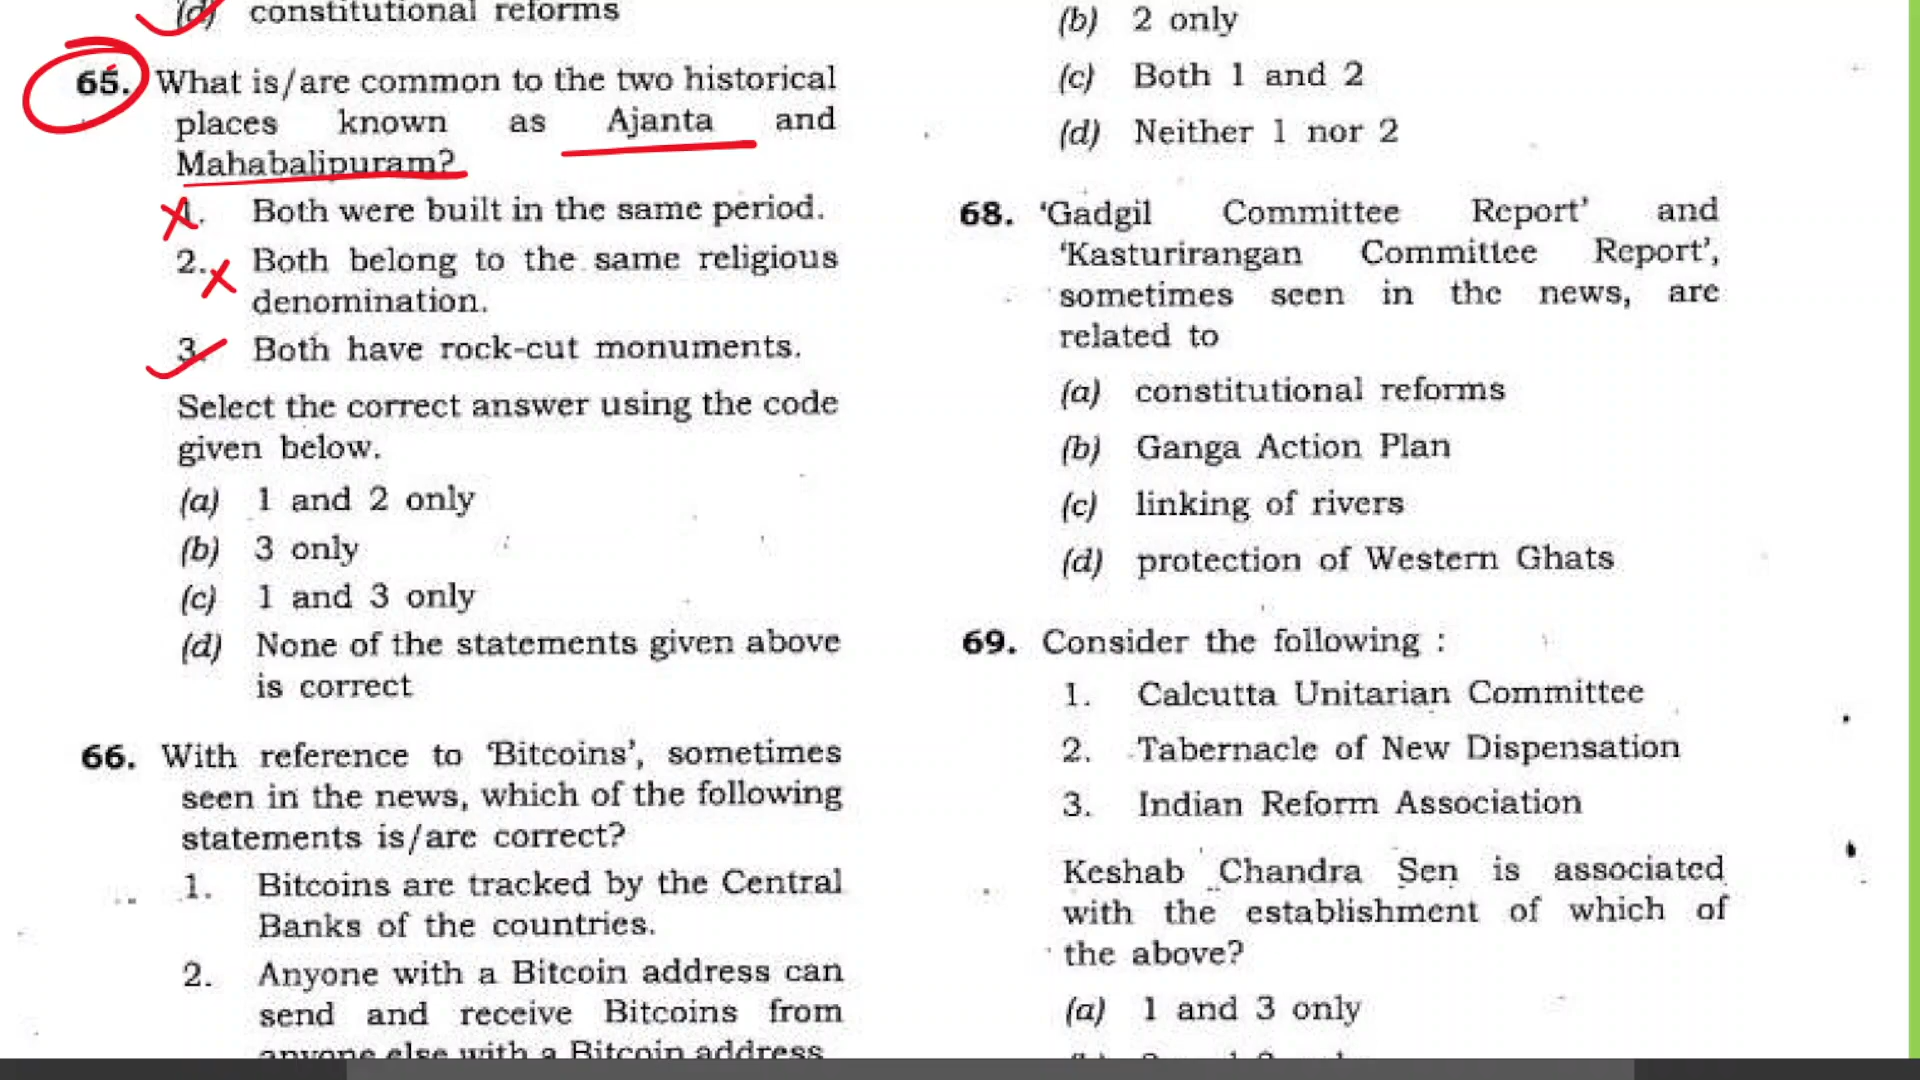 (d) constitutional reforms
65. What is/are common to the two historical
places known as Ajanta and
Mahabalipuram?
1. Both were built in the same period.
2. Both belong to the same religious
denomination.
3. Both have rock-cut monuments.
Select the correct answer using the code
given below.
(a) 1 and 2 only
(b) 3 only
(c) 1 and 3 only
(d) None of the statements given above
is correct
66. With reference to ‘Bitcoins’, sometimes
seen in the news, which of the following
statements is/are correct?
1. Bitcoins are tracked by the Central
Banks of the countries.
2. Anyone with a Bitcoin address can
send and receive Bitcoins from
anyone else with a Bitcoin address.
(b) 2 only
(c) Both 1 and 2
(d) Neither 1 nor 2
68. ‘Gadgil Committee Report’ and
‘Kasturirangan Committee Report’,
sometimes seen in the news, are
related to
(a) constitutional reforms
(b) Ganga Action Plan
(c) linking of rivers
(d) protection of Western Ghats
69. Consider the following :
1. Calcutta Unitarian Committee
2. Tabernacle of New Dispensation
3. Indian Reform Association
Keshab Chandra Sen is associated
with the establishment of which of
the above?
(a) 1 and 3 only